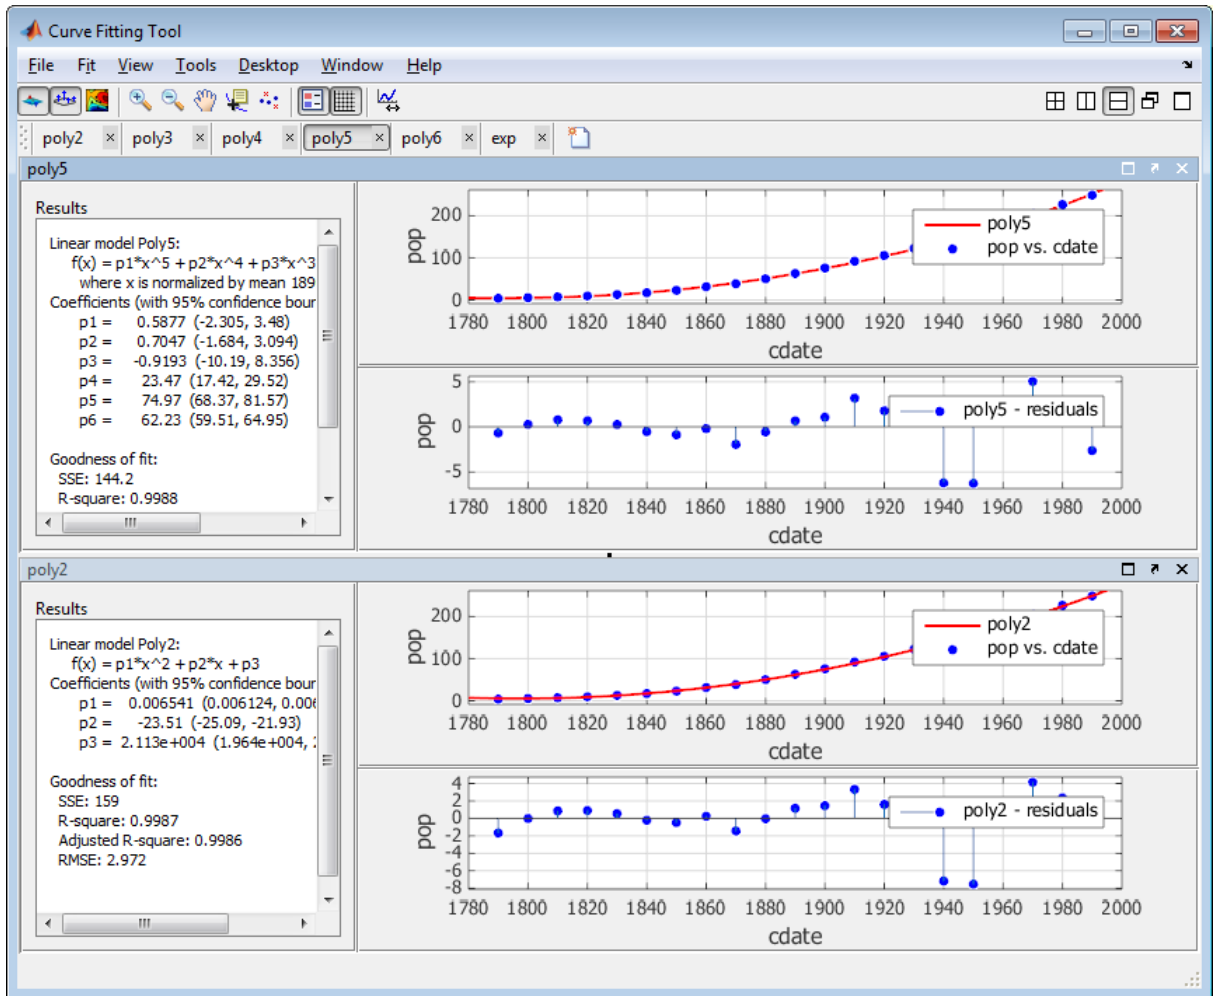 Curve Fitting Tool
File Fit View Tools Desktop Window Help
poly2 poly3 poly4 poly5 poly6 exp
poly5
Results
Linear model Poly5:
f(x) = p1*x^5 + p2*x^4 + p3*x^3
where x is normalized by mean 189
Coefficients (with 95% confidence bour
p1 = 0.5877 (-2.305, 3.48)
p2 = 0.7047 (-1.684, 3.094)
p3 = -0.9193 (-10.19, 8.356)
p4 = 23.47 (17.42, 29.52)
p5 = 74.97 (68.37, 81.57)
p6 = 62.23 (59.51, 64.95)
Goodness of fit:
SSE: 144.2
R-square: 0.9988
200
100
0
pop
poly5
pop vs. cdate
1780 1800 1820 1840 1860 1880 1900 1920 1940 1960 1980 2000
cdate
5
0
-5
pop
poly5 - residuals
1780 1800 1820 1840 1860 1880 1900 1920 1940 1960 1980 2000
cdate
poly2
Results
Linear model Poly2:
f(x) = p1*x^2 + p2*x + p3
Coefficients (with 95% confidence bour
p1 = 0.006541 (0.006124, 0.006
p2 = -23.51 (-25.09, -21.93)
p3 = 2.113e+004 (1.964e+004,
Goodness of fit:
SSE: 159
R-square: 0.9987
Adjusted R-square: 0.9986
RMSE: 2.972
200
100
0
pop
poly2
pop vs. cdate
1780 1800 1820 1840 1860 1880 1900 1920 1940 1960 1980 2000
cdate
4
2
0
-2
-4
-6
-8
pop
poly2 - residuals
1780 1800 1820 1840 1860 1880 1900 1920 1940 1960 1980 2000
cdate